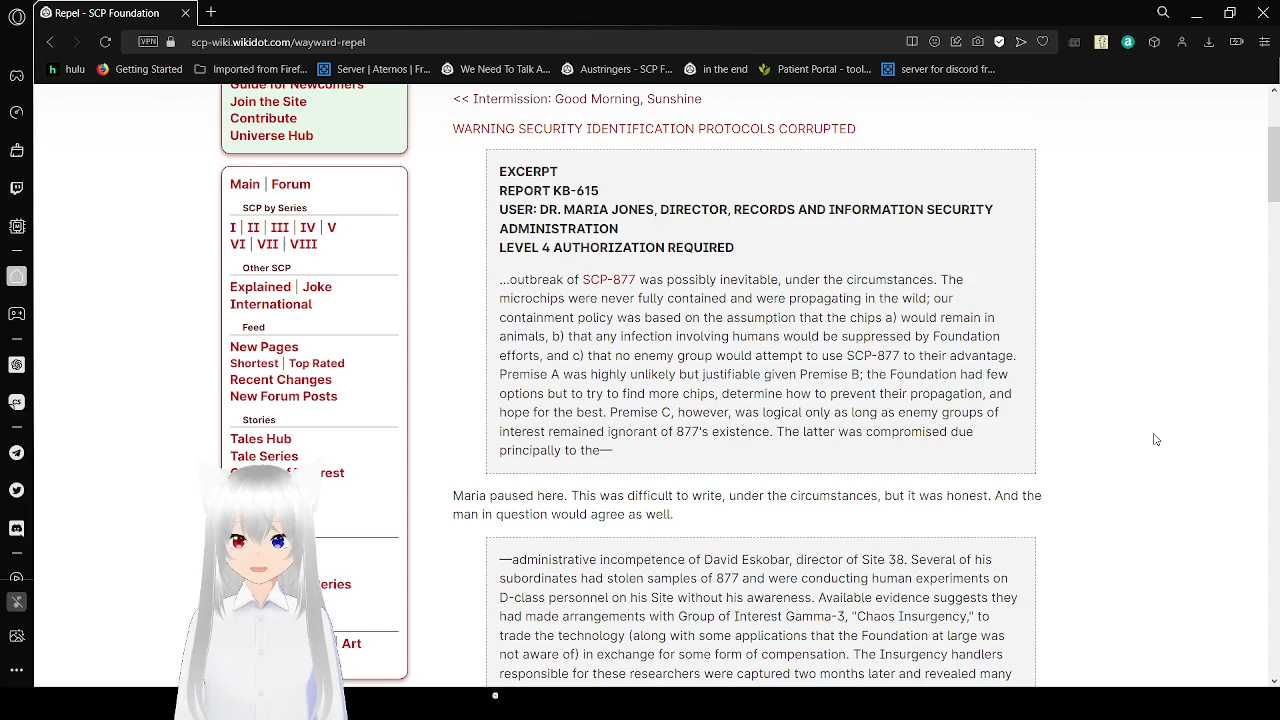 Repel - SCP Foundation
VPN
scp-wiki.wikidot.com/wayward-repel
hulu
Getting Started
Imported from Firef...
Server | Aternos | Fr...
We Need To Talk A...
Austringers - SCP F...
in the end
Patient Portal - tool...
server for discord fr...
Guide for Newcomers
Join the Site
Contribute
Universe Hub
Main | Forum
SCP by Series
I | II | III | IV | V
VI | VII | VIII
Other SCP
Explained | Joke
International
Feed
New Pages
Shortest | Top Rated
Recent Changes
New Forum Posts
Stories
Tales Hub
Tale Series
Art
<< Intermission: Good Morning, Sunshine
WARNING SECURITY IDENTIFICATION PROTOCOLS CORRUPTED
EXCERPT
REPORT KB-615
USER: DR. MARIA JONES, DIRECTOR, RECORDS AND INFORMATION SECURITY
ADMINISTRATION
LEVEL 4 AUTHORIZATION REQUIRED
…outbreak of SCP-877 was possibly inevitable, under the circumstances. The
microchips were never fully contained and were propagating in the wild; our
containment policy was based on the assumption that the chips a) would remain in
animals, b) that any infection involving humans would be suppressed by Foundation
efforts, and c) that no enemy group would attempt to use SCP-877 to their advantage.
Premise A was highly unlikely but justifiable given Premise B; the Foundation had few
options but to try to find more chips, determine how to prevent their propagation, and
hope for the best. Premise C, however, was logical only as long as enemy groups of
interest remained ignorant of 877's existence. The latter was compromised due
principally to the—
Maria paused here. This was difficult to write, under the circumstances, but it was honest. And the
man in question would agree as well.
—administrative incompetence of David Eskobar, director of Site 38. Several of his
subordinates had stolen samples of 877 and were conducting human experiments on
D-class personnel on his Site without his awareness. Available evidence suggests they
had made arrangements with Group of Interest Gamma-3, "Chaos Insurgency," to
trade the technology (along with some applications that the Foundation at large was
not aware of) in exchange for some form of compensation. The Insurgency handlers
responsible for these researchers were captured two months later and revealed many